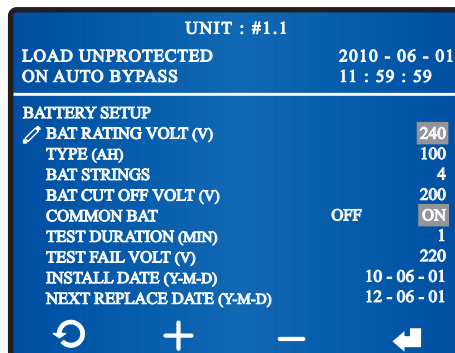 UNIT : #1.1
LOAD UNPROTECTED 2010 - 06 - 01
ON AUTO BYPASS 11 : 59 : 59
BATTERY SETUP
BAT RATING VOLT (V) 240
TYPE (AH) 100
BAT STRINGS 4
BAT CUT OFF VOLT (V) 200
COMMON BAT OFF ON
TEST DURATION (MIN) 1
TEST FAIL VOLT (V) 220
INSTALL DATE (Y-M-D) 10 - 06 - 01
NEXT REPLACE DATE (Y-M-D) 12 - 06 - 01